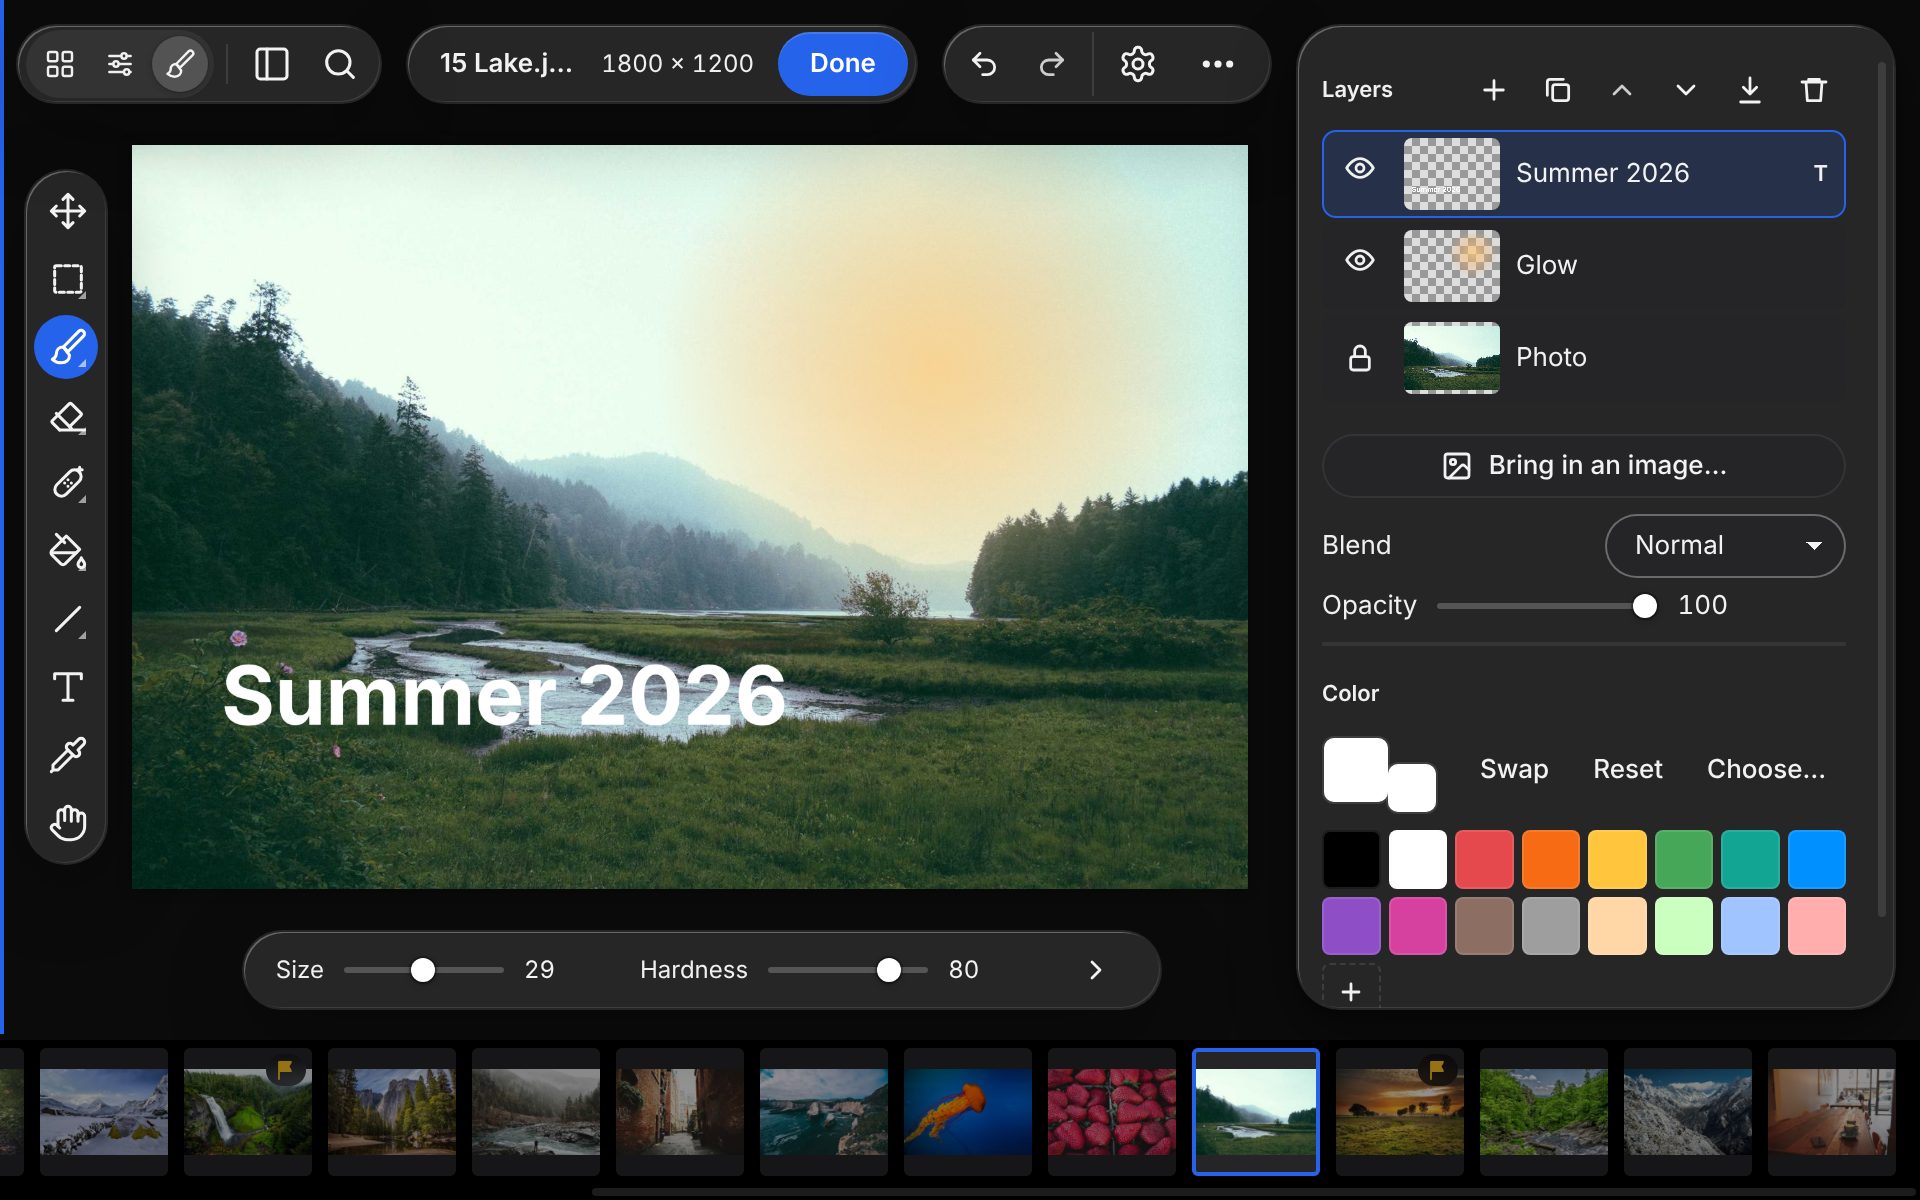 15 Lake.j...
1800 × 1200
Done
Layers
Summer 2026
T
Glow
Photo
Bring in an image...
Blend
Normal
Opacity
100
Color
Swap
Reset
Choose...
Summer 2026
Size
29
Hardness
80